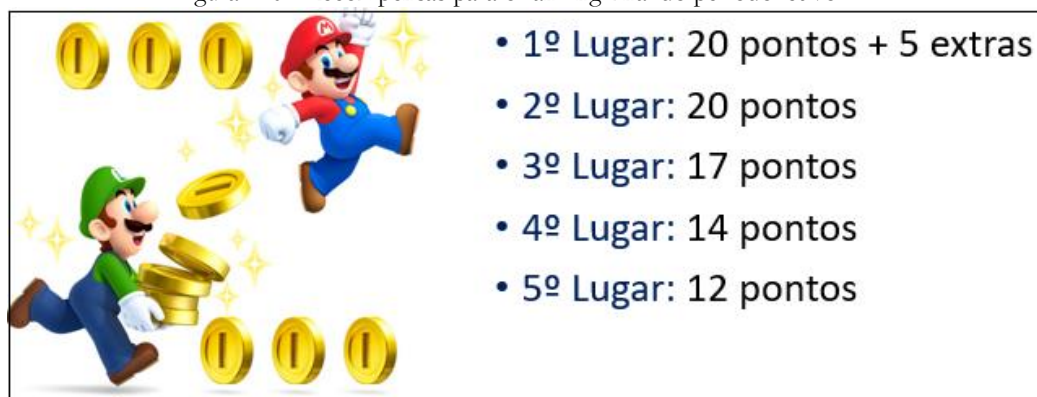 • 1º Lugar: 20 pontos + 5 extras
• 2º Lugar: 20 pontos
• 3º Lugar: 17 pontos
• 4º Lugar: 14 pontos
• 5º Lugar: 12 pontos